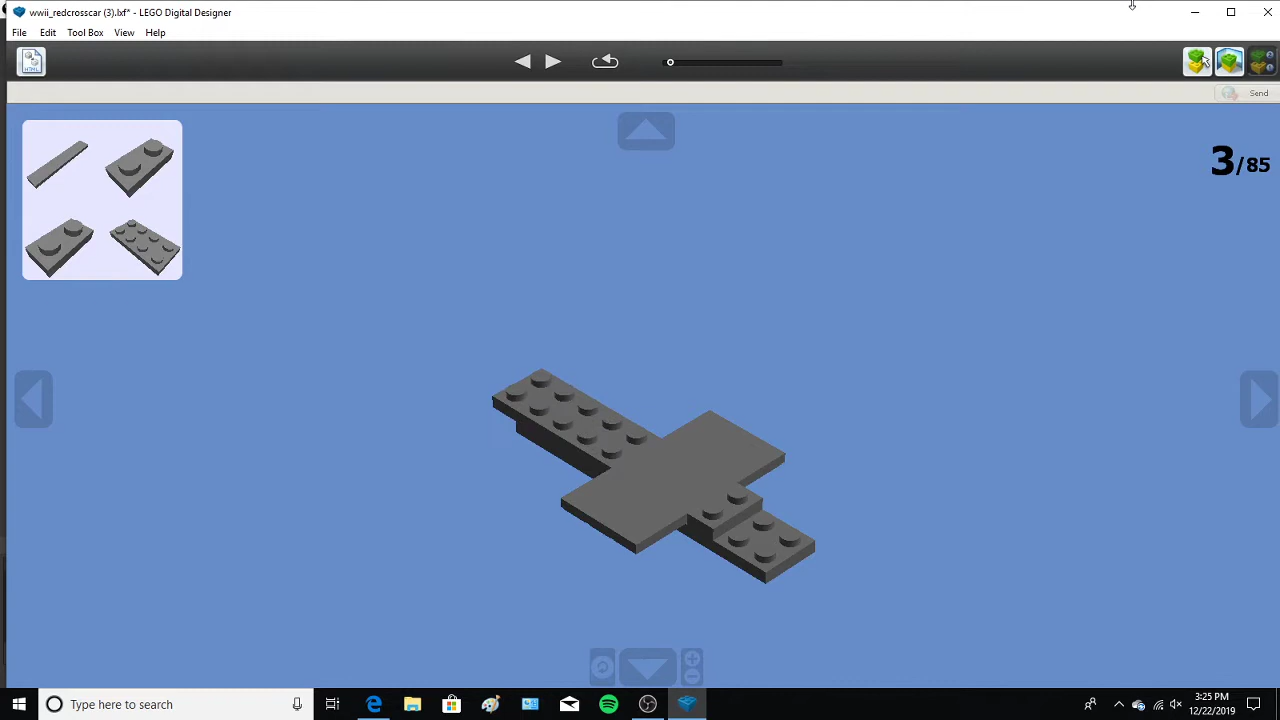 wwii_redcrosscar (3).lxf* - LEGO Digital Designer
File Edit Tool Box View Help
HTML
Send
3/85
Type here to search
3:25 PM
12/22/2019